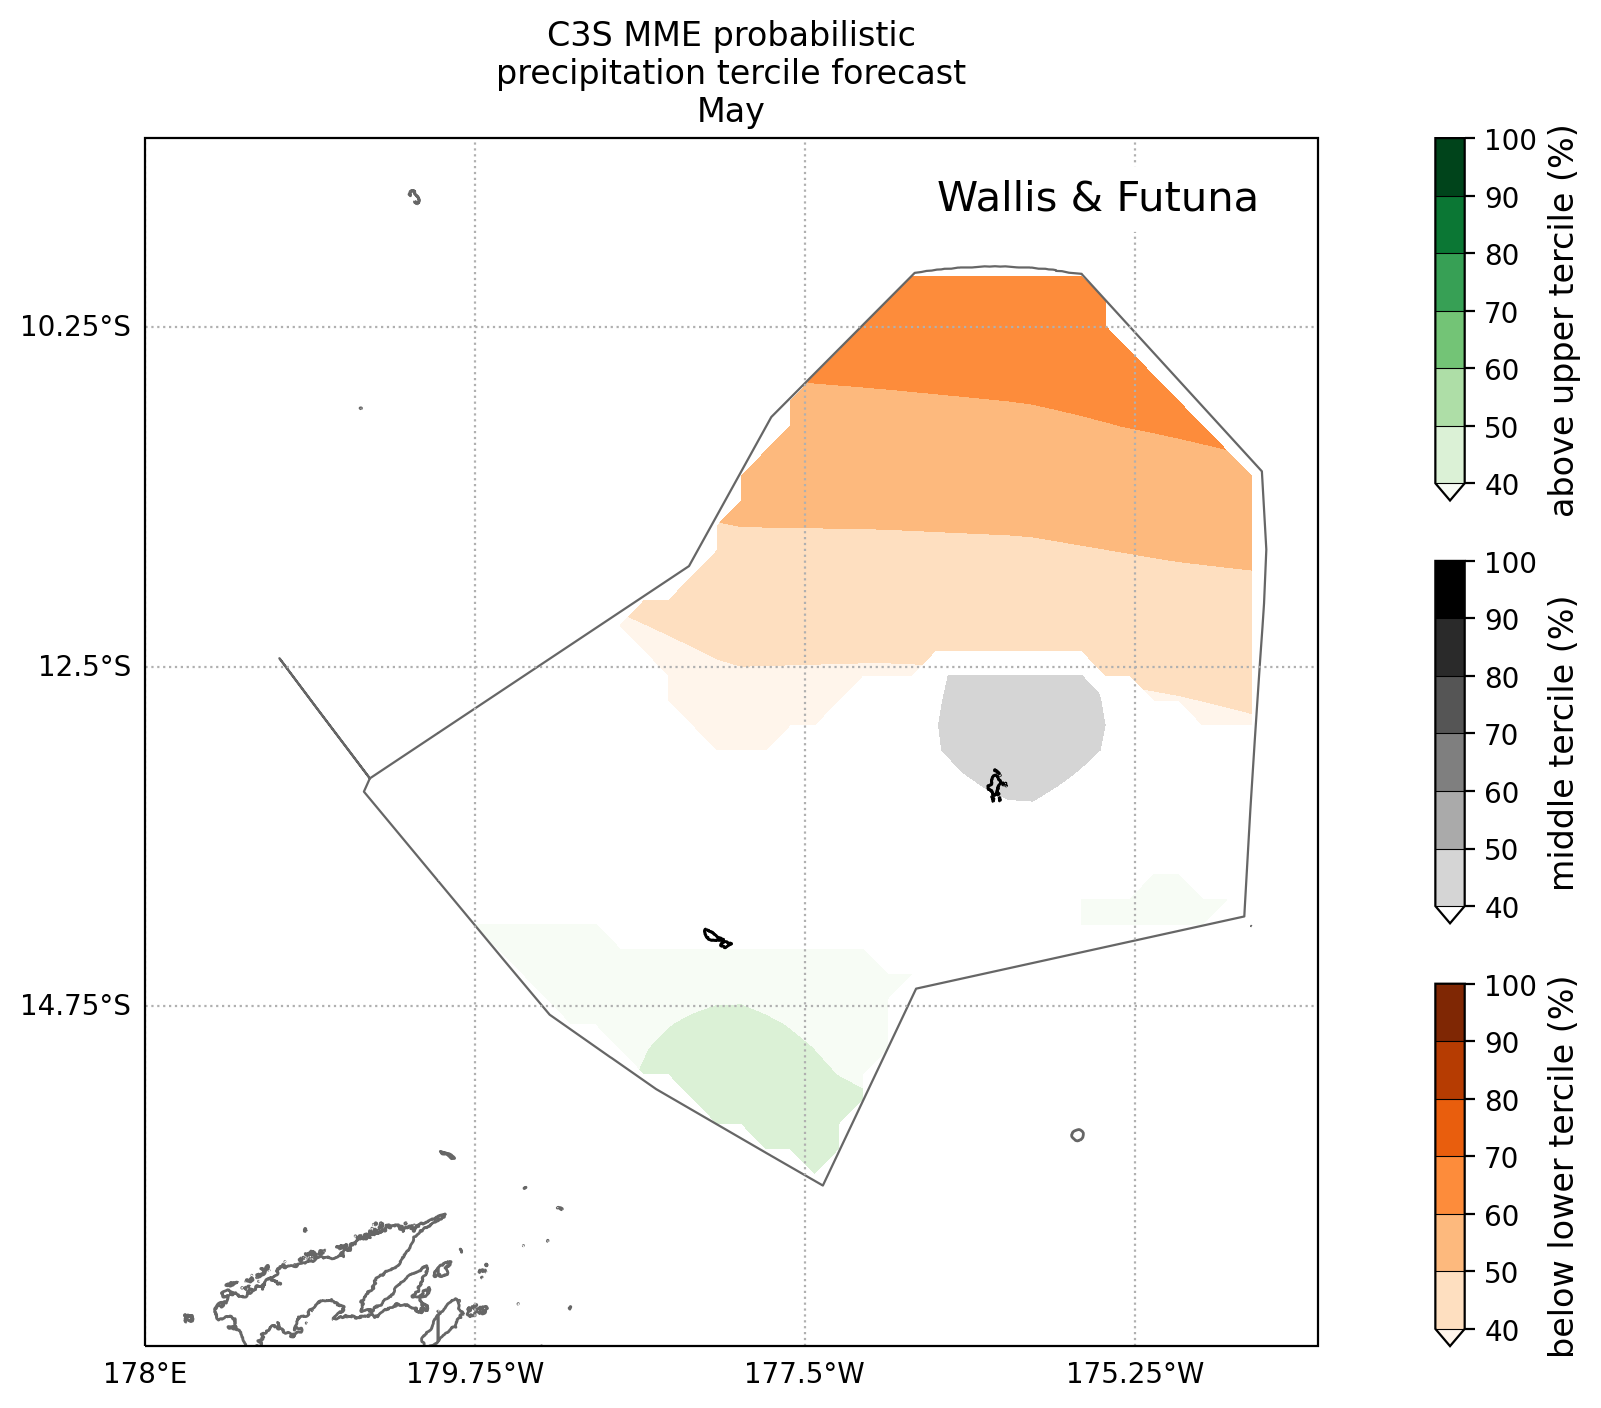 C3S MME probabilistic
precipitation tercile forecast
May
Wallis & Futuna
10.25°S
12.5°S
14.75°S
178°E
179.75°W
177.5°W
175.25°W
100
90
80
70
60
50
40
above upper tercile (%)
100
90
80
70
60
50
40
middle tercile (%)
100
90
80
70
60
50
40
below lower tercile (%)